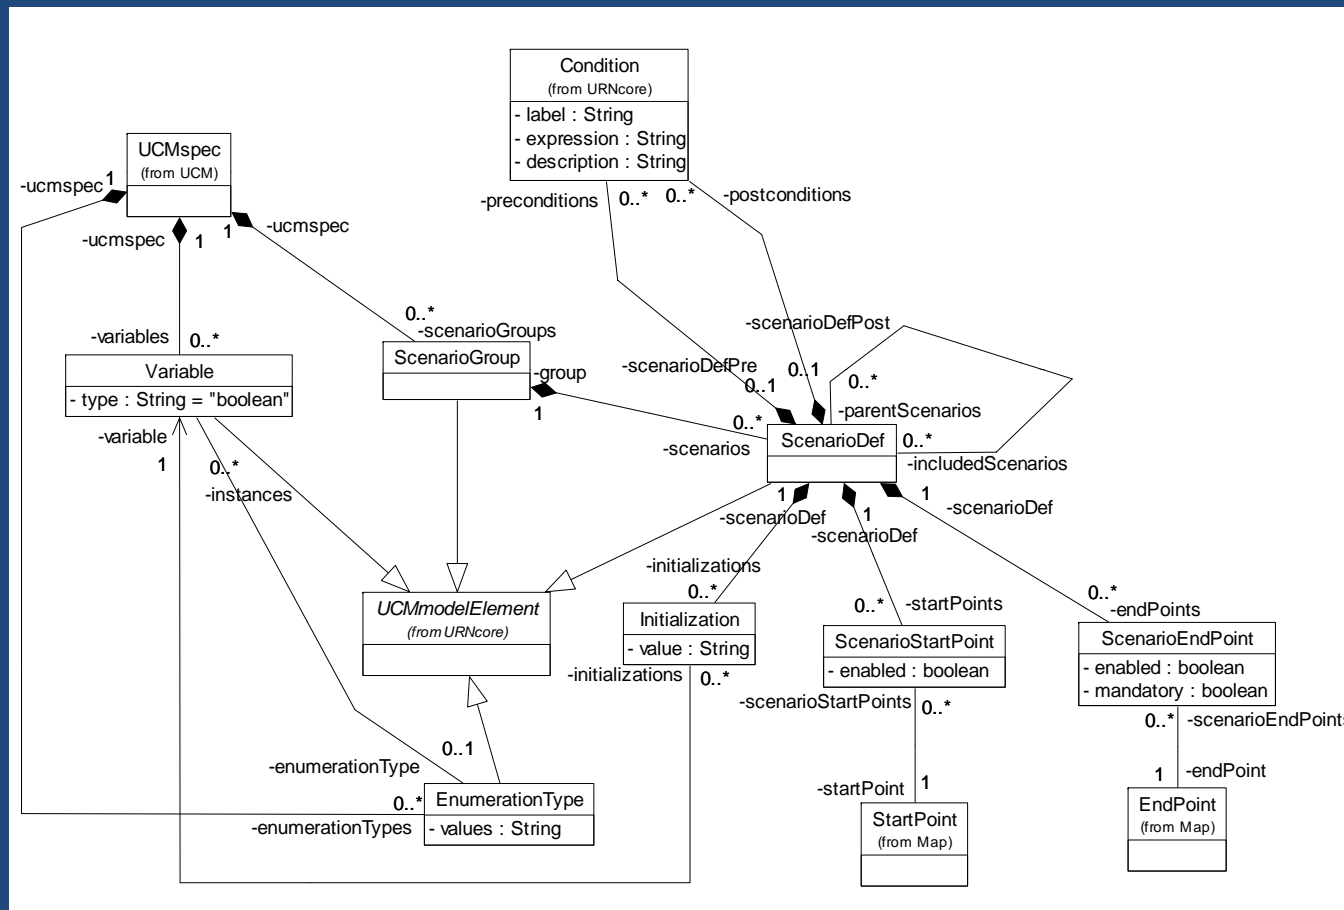 Condition
(from URNcore)
- label : String
- expression : String
- description : String
UCMspec
(from UCM)
-ucmspec
1
-ucmspec
1
1
-ucmspec
-preconditions
0..*
0..*
-postconditions
0..*
-scenarioGroups
-variables
0..*
-scenarioDefPost
-scenarioDefPre
0..1
0..1
Variable
- type : String = "boolean"
ScenarioGroup
-group
1
0..*
-parentScenarios
0..*
-scenarios
ScenarioDef
0..*
-includedScenarios
-variable
1
0..*
-instances
1
-scenarioDef
1
-scenarioDef
1
-scenarioDef
-initializations
0..*
0..*
-startPoints
0..*
-endPoints
UCMmodelElement
(from URNcore)
Initialization
- value : String
ScenarioStartPoint
- enabled : boolean
ScenarioEndPoint
- enabled : boolean
- mandatory : boolean
-initializations
0..*
-scenarioStartPoints
0..*
0..*
-scenarioEndPoints
0..1
-enumerationType
-startPoint
1
1
-endPoint
0..*
-enumerationTypes
EnumerationType
- values : String
StartPoint
(from Map)
EndPoint
(from Map)